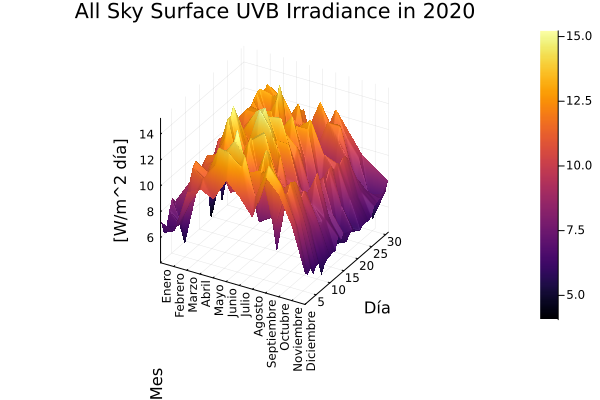 All Sky Surface UVB Irradiance in 2020
[W/m^2 día]
14
12
10
8
6
Enero
Febrero
Marzo
Abril
Mayo
Junio
Julio
Agosto
Septiembre
Octubre
Noviembre
Diciembre
Mes
5
10
15
20
25
30
Día
15.0
12.5
10.0
7.5
5.0